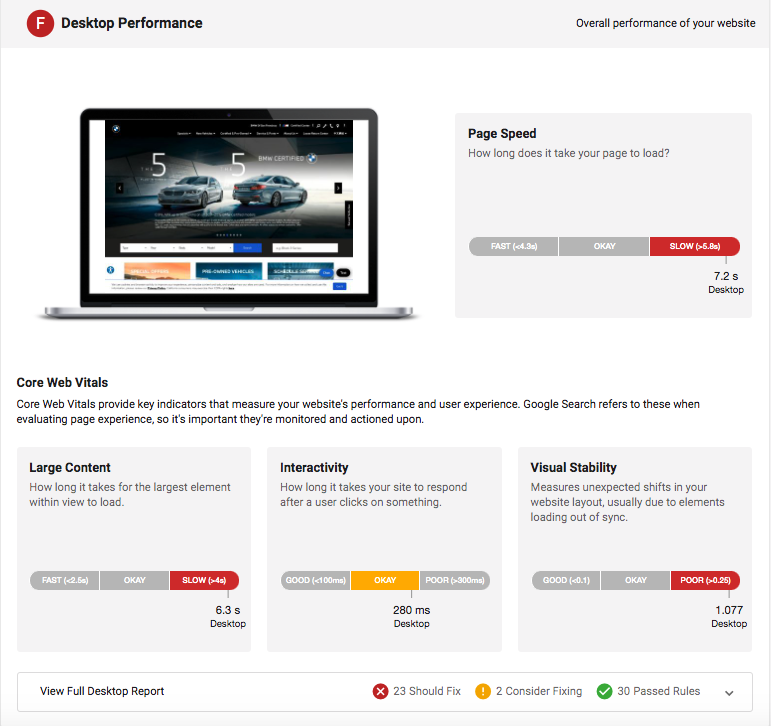 F Desktop Performance
Overall performance of your website
THE 5
THE 5
BMW CERTIFIED
Search
SPECIAL OFFERS
PRE-OWNED VEHICLES
Page Speed
How long does it take your page to load?
FAST (<4.3s) OKAY SLOW (>5.8s)
7.2 s
Desktop
Core Web Vitals
Core Web Vitals provide key indicators that measure your website's performance and user experience. Google Search refers to these when
evaluating page experience, so it's important they're monitored and actioned upon.
Large Content
How long it takes for the largest element
within view to load.
FAST (<2.5s) OKAY SLOW (>4s)
6.3 s
Desktop
Interactivity
How long it takes your site to respond
after a user clicks on something.
GOOD (<100ms) OKAY POOR (>300ms)
280 ms
Desktop
Visual Stability
Measures unexpected shifts in your
website layout, usually due to elements
loading out of sync.
GOOD (<0.1) OKAY POOR (>0.25)
1.077
Desktop
View Full Desktop Report
23 Should Fix
2 Consider Fixing
30 Passed Rules